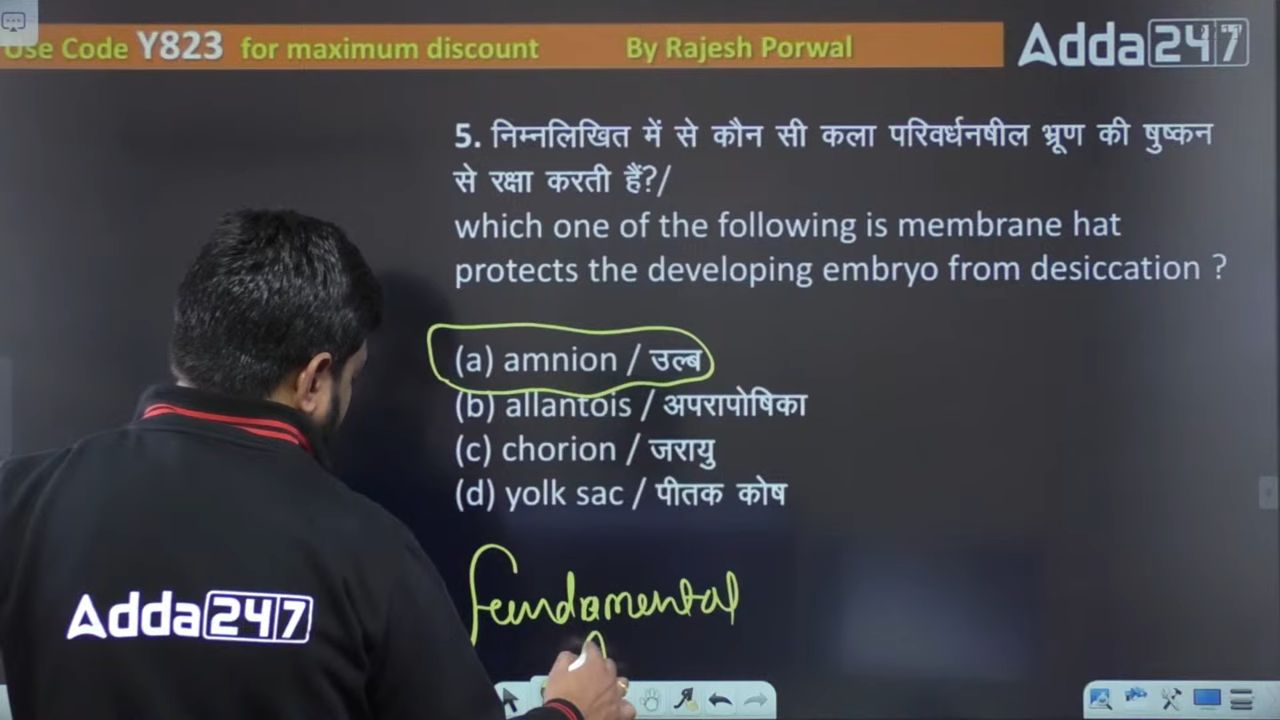 Use Code Y823 for maximum discount By Rajesh Porwal
Adda247
5. निम्नलिखित में से कौन सी कला परिवर्धनषील भ्रूण की षुष्कन
से रक्षा करती हैं?/
which one of the following is membrane hat
protects the developing embryo from desiccation ?
(a) amnion / उल्ब
(b) allantois / अपरापोषिका
(c) chorion / जरायु
(d) yolk sac / पीतक कोष
fundamental
Adda247